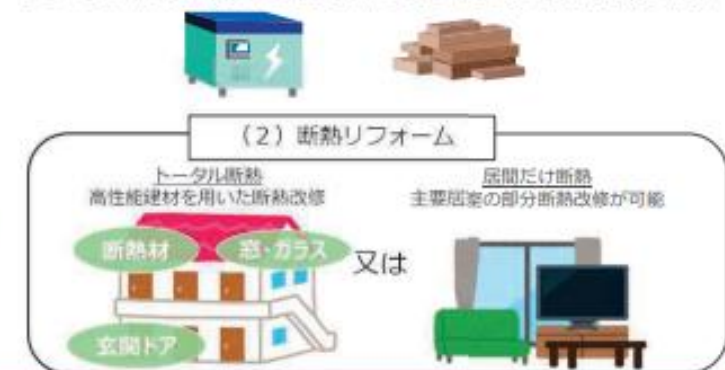 (2)断熱リフォーム
トータル断熱
高性能建材を用いた断熱改修
居間だけ断熱
主要居室の部分断熱改修が可能
断熱材
窓・ガラス
又は
玄関ドア